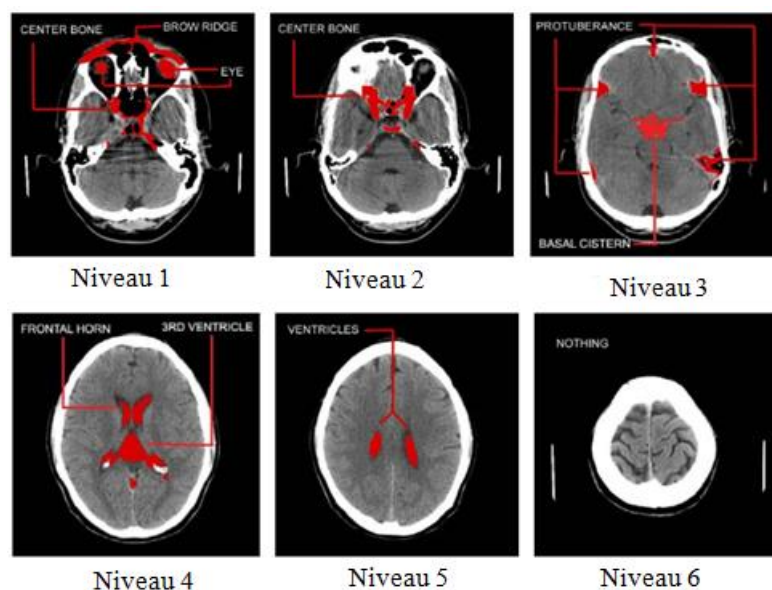 CENTER BONE
BROW RIDGE
EYE
Niveau 1
CENTER BONE
Niveau 2
PROTUBERANCE
BASAL CISTERN
Niveau 3
FRONTAL HORN
3RD VENTRICLE
Niveau 4
VENTRICLES
Niveau 5
NOTHING
Niveau 6